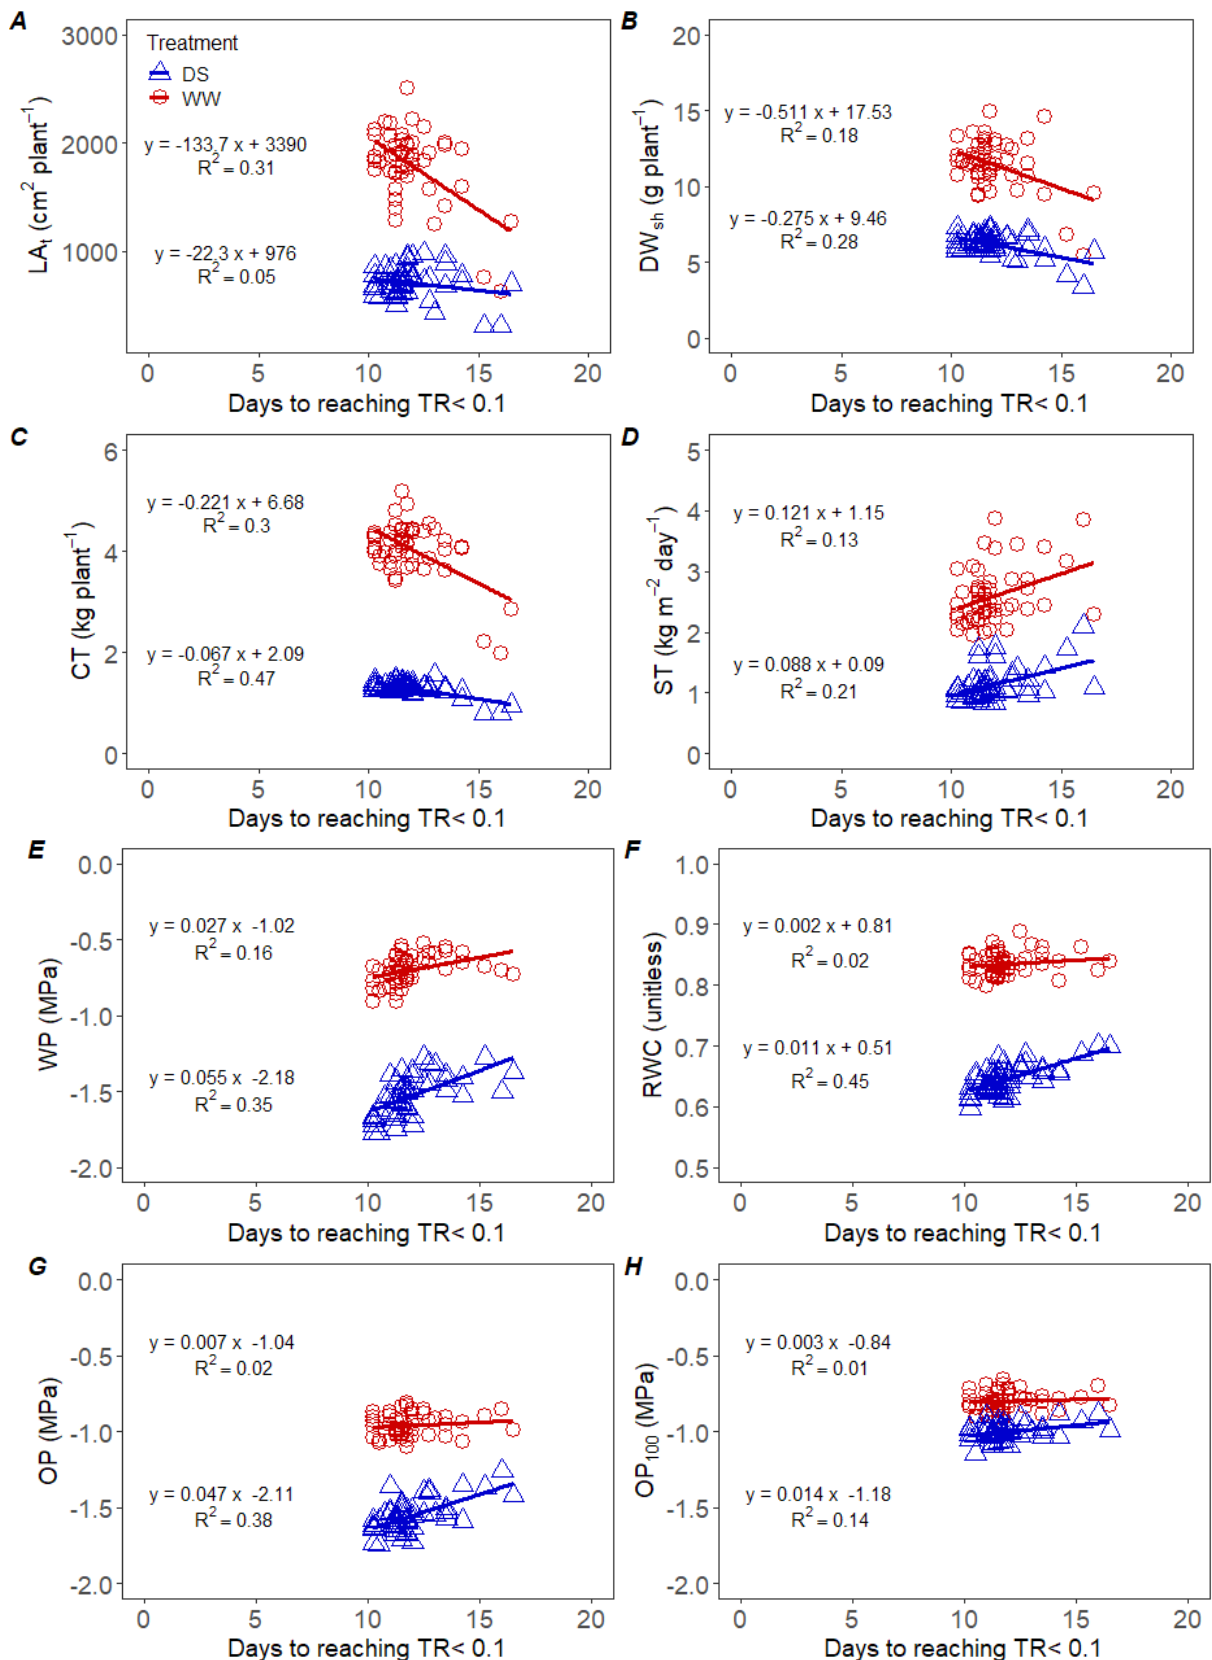 A
3000
2000
1000
LAt (cm² plant⁻¹)
Treatment
DS
WW
y = -133.7 x + 3390
R² = 0.31
y = -22.3 x + 976
R² = 0.05
0 5 10 15 20
Days to reaching TR< 0.1
B
20
15
10
5
0
DWsh (g plant⁻¹)
y = -0.511 x + 17.53
R² = 0.18
y = -0.275 x + 9.46
R² = 0.28
0 5 10 15 20
Days to reaching TR< 0.1
C
6
4
2
0
CT (kg plant⁻¹)
y = -0.221 x + 6.68
R² = 0.3
y = -0.067 x + 2.09
R² = 0.47
0 5 10 15 20
Days to reaching TR< 0.1
D
5
4
3
2
1
0
ST (kg m⁻² day⁻¹)
y = 0.121 x + 1.15
R² = 0.13
y = 0.088 x + 0.09
R² = 0.21
0 5 10 15 20
Days to reaching TR< 0.1
E
0.0
-0.5
-1.0
-1.5
-2.0
WP (MPa)
y = 0.027 x -1.02
R² = 0.16
y = 0.055 x -2.18
R² = 0.35
0 5 10 15 20
Days to reaching TR< 0.1
F
1.0
0.9
0.8
0.7
0.6
0.5
RWC (unitless)
y = 0.002 x + 0.81
R² = 0.02
y = 0.011 x + 0.51
R² = 0.45
0 5 10 15 20
Days to reaching TR< 0.1
G
0.0
-0.5
-1.0
-1.5
-2.0
OP (MPa)
y = 0.007 x -1.04
R² = 0.02
y = 0.047 x -2.11
R² = 0.38
0 5 10 15 20
Days to reaching TR< 0.1
H
0.0
-0.5
-1.0
-1.5
-2.0
OP₁₀₀ (MPa)
y = 0.003 x -0.84
R² = 0.01
y = 0.014 x -1.18
R² = 0.14
0 5 10 15 20
Days to reaching TR< 0.1